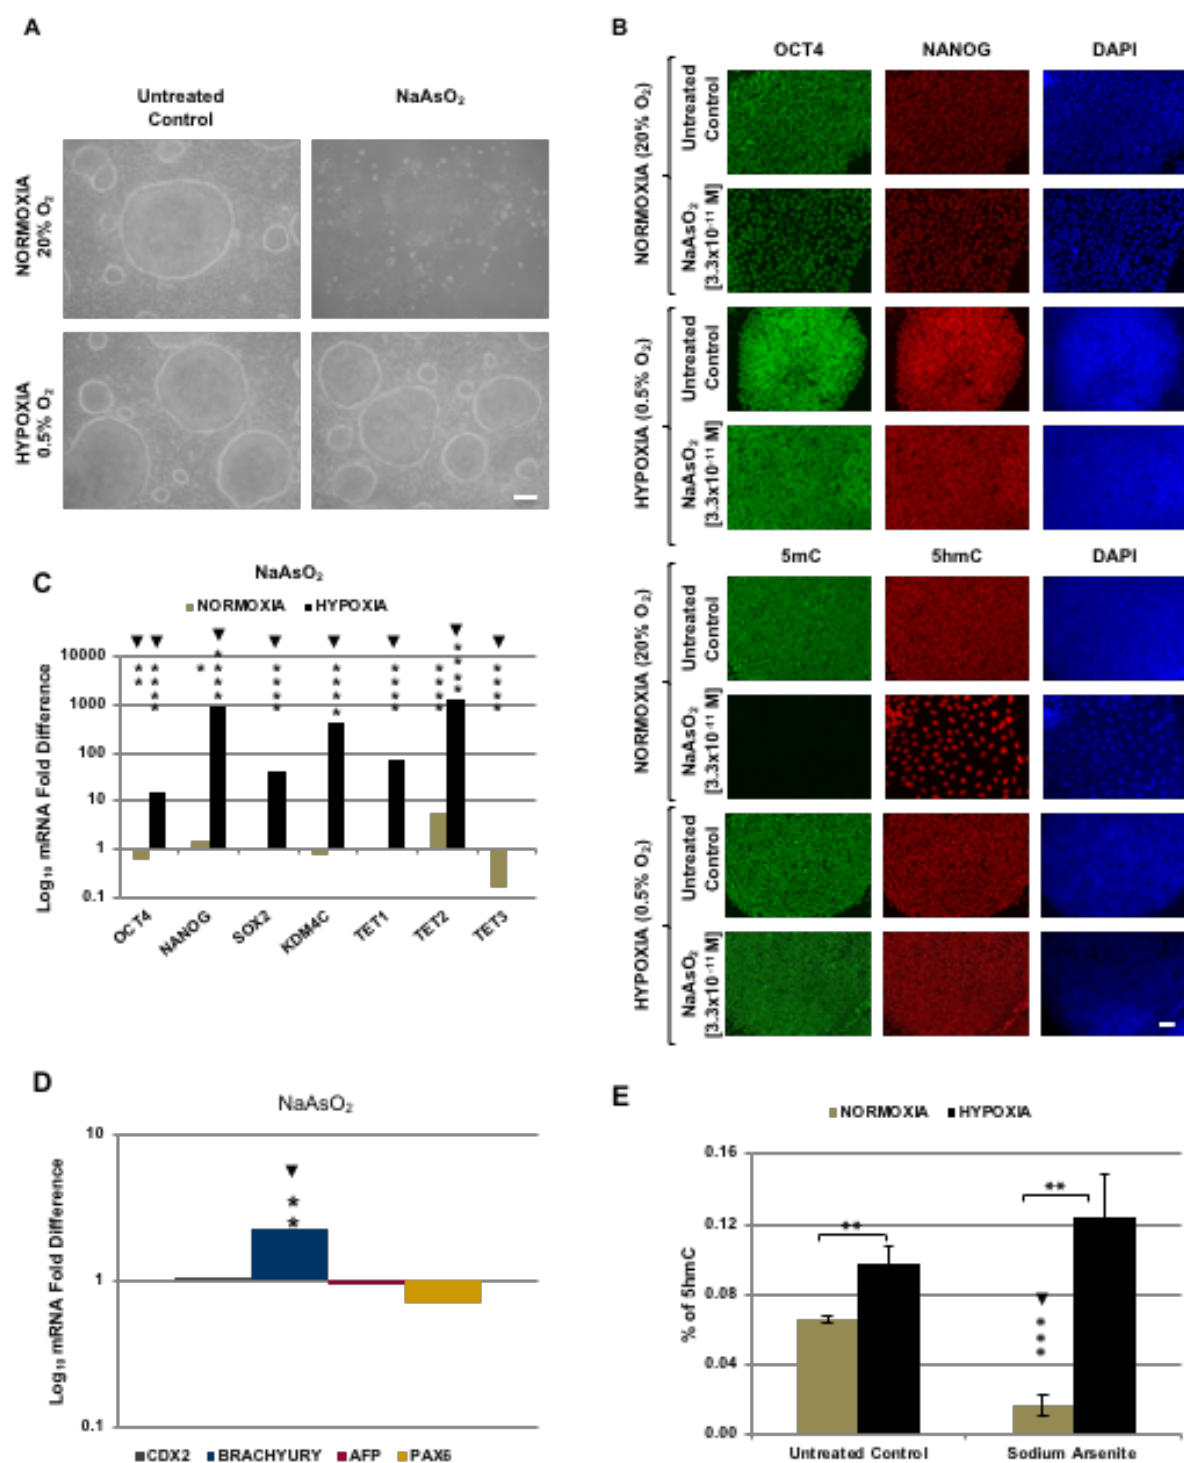 A
Untreated
Control
NaAsO₂
NORMOXIA
20% O₂
HYPOXIA
0.5% O₂
B
OCT4 NANOG DAPI
NORMOXIA (20% O₂)
Untreated
Control
NaAsO₂
[3.3x10⁻¹¹ M]
HYPOXIA (0.5% O₂)
Untreated
Control
NaAsO₂
[3.3x10⁻¹¹ M]
5mC 5hmC DAPI
NORMOXIA (20% O₂)
Untreated
Control
NaAsO₂
[3.3x10⁻¹¹ M]
HYPOXIA (0.5% O₂)
Untreated
Control
NaAsO₂
[3.3x10⁻¹¹ M]
C
NaAsO₂
NORMOXIA HYPOXIA
Log₁₀ mRNA Fold Difference
10000
1000
100
10
1
0.1
OCT4 NANOG SOX2 KDM4C TET1 TET2 TET3
D
NaAsO₂
Log₁₀ mRNA Fold Difference
10
**
1
0.1
CDX2 BRACHYURY AFP PAX6
E
NORMOXIA HYPOXIA
% of 5hmC
0.16
0.12
0.08
0.04
0.00
**
**
***
Untreated Control Sodium Arsenite